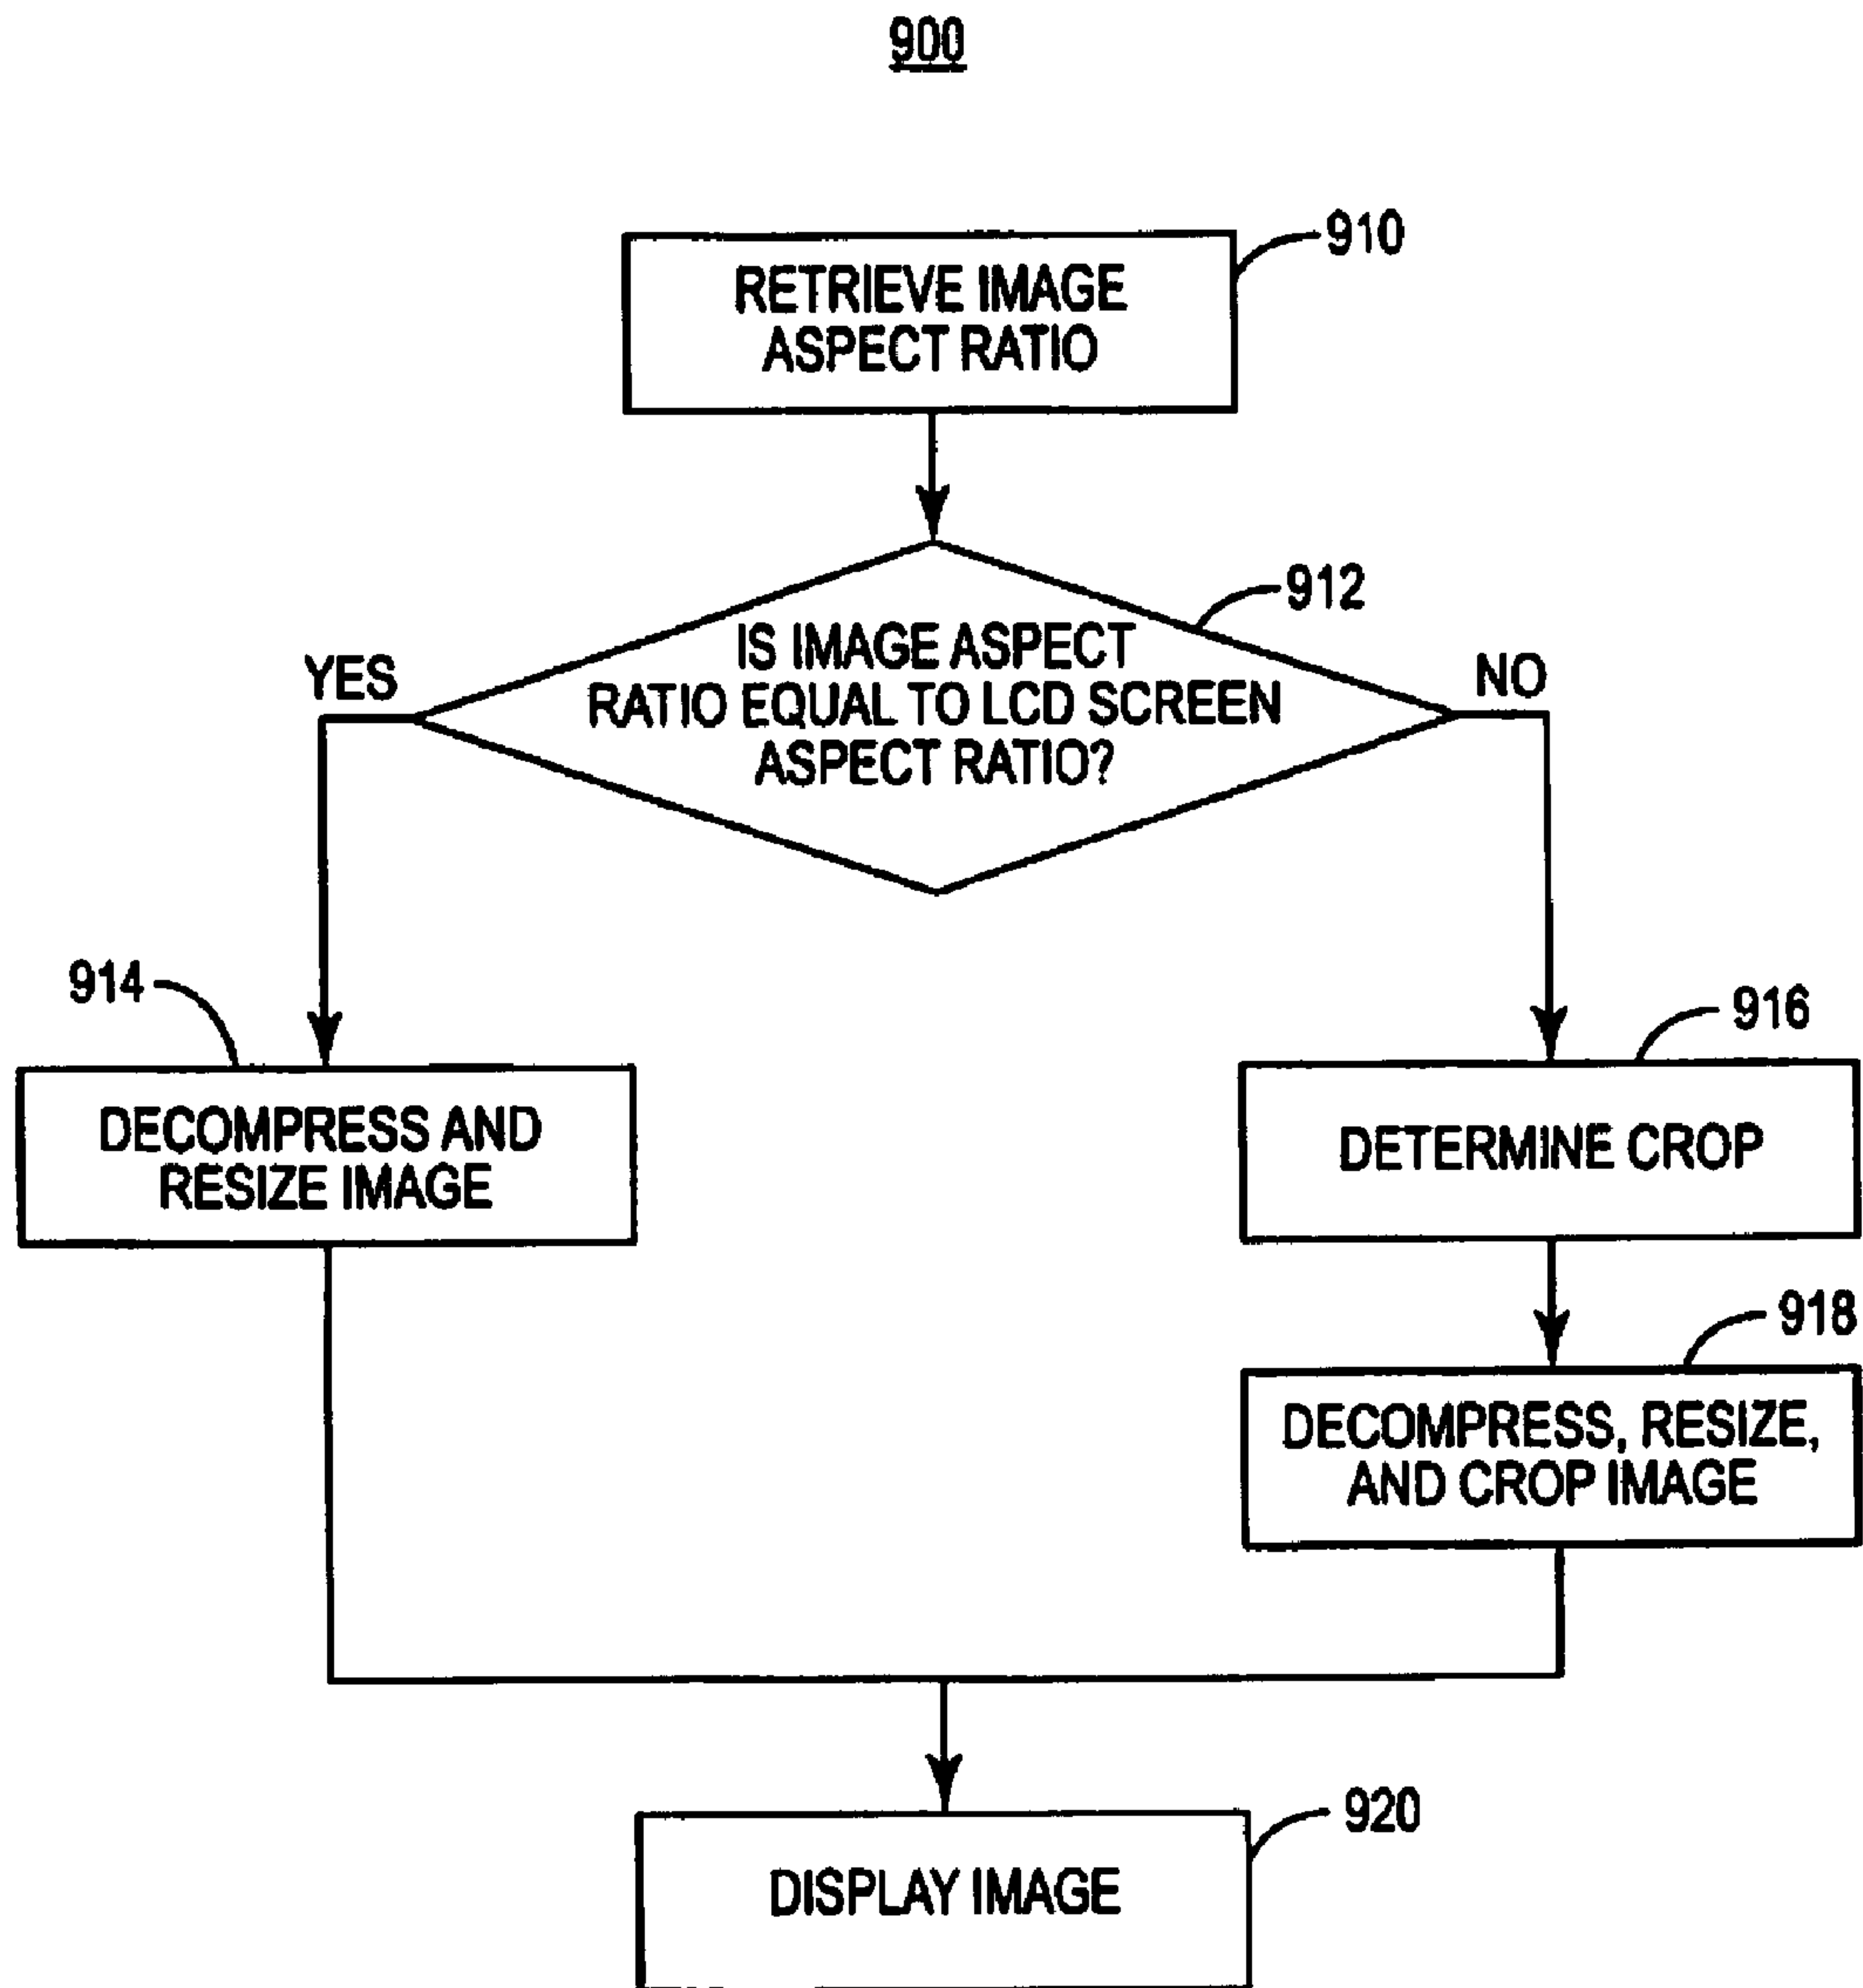 900
910
RETRIEVE IMAGE
ASPECT RATIO
912
IS IMAGE ASPECT
RATIO EQUAL TO LCD SCREEN
ASPECT RATIO?
YES
NO
914
DECOMPRESS AND
RESIZE IMAGE
916
DETERMINE CROP
918
DECOMPRESS, RESIZE,
AND CROP IMAGE
920
DISPLAY IMAGE